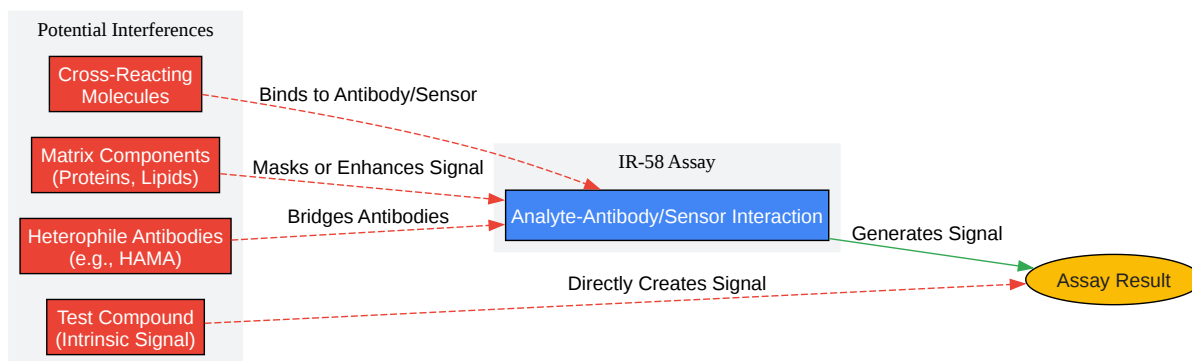 Potential Interferences
Cross-Reacting
Molecules
Binds to Antibody/Sensor
Matrix Components
(Proteins, Lipids)
Masks or Enhances Signal
IR-58 Assay
Analyte-Antibody/Sensor Interaction
Heterophile Antibodies
(e.g., HAMA)
Bridges Antibodies
Generates Signal
Assay Result
Test Compound
(Intrinsic Signal)
Directly Creates Signal